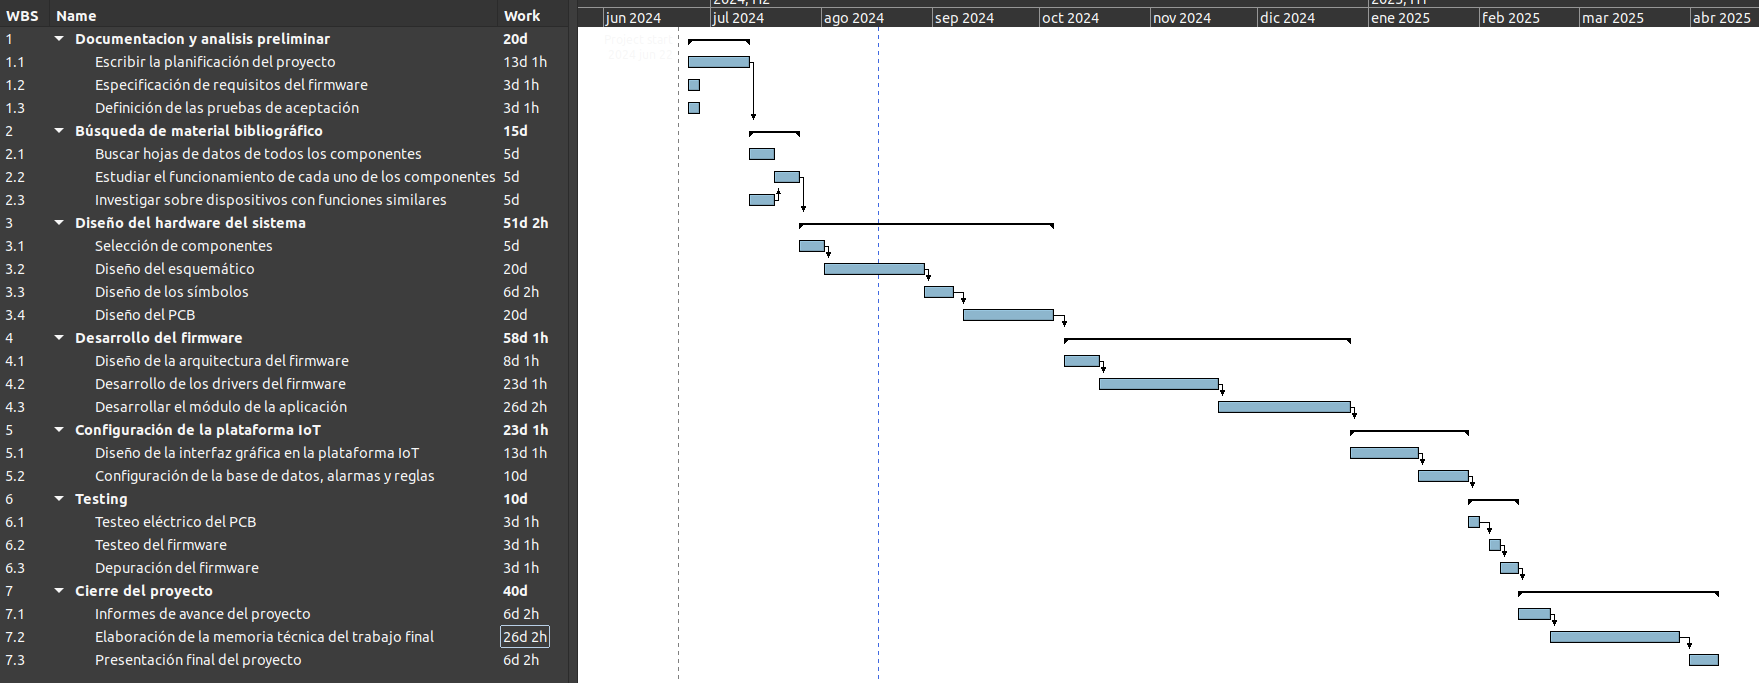 2024, H2
2025, H1
WBS Name Work jun 2024 jul 2024 ago 2024 sep 2024 oct 2024 nov 2024 dic 2024 ene 2025 feb 2025 mar 2025 abr 2025
1 Documentacion y analisis preliminar 20d
Project start
2024 jun 22
1.1 Escribir la planificación del proyecto 13d 1h
1.2 Especificación de requisitos del firmware 3d 1h
1.3 Definición de las pruebas de aceptación 3d 1h
2 Búsqueda de material bibliográfico 15d
2.1 Buscar hojas de datos de todos los componentes 5d
2.2 Estudiar el funcionamiento de cada uno de los componentes 5d
2.3 Investigar sobre dispositivos con funciones similares 5d
3 Diseño del hardware del sistema 51d 2h
3.1 Selección de componentes 5d
3.2 Diseño del esquemático 20d
3.3 Diseño de los símbolos 6d 2h
3.4 Diseño del PCB 20d
4 Desarrollo del firmware 58d 1h
4.1 Diseño de la arquitectura del firmware 8d 1h
4.2 Desarrollo de los drivers del firmware 23d 1h
4.3 Desarrollar el módulo de la aplicación 26d 2h
5 Configuración de la plataforma IoT 23d 1h
5.1 Diseño de la interfaz gráfica en la plataforma IoT 13d 1h
5.2 Configuración de la base de datos, alarmas y reglas 10d
6 Testing 10d
6.1 Testeo eléctrico del PCB 3d 1h
6.2 Testeo del firmware 3d 1h
6.3 Depuración del firmware 3d 1h
7 Cierre del proyecto 40d
7.1 Informes de avance del proyecto 6d 2h
7.2 Elaboración de la memoria técnica del trabajo final 26d 2h
7.3 Presentación final del proyecto 6d 2h